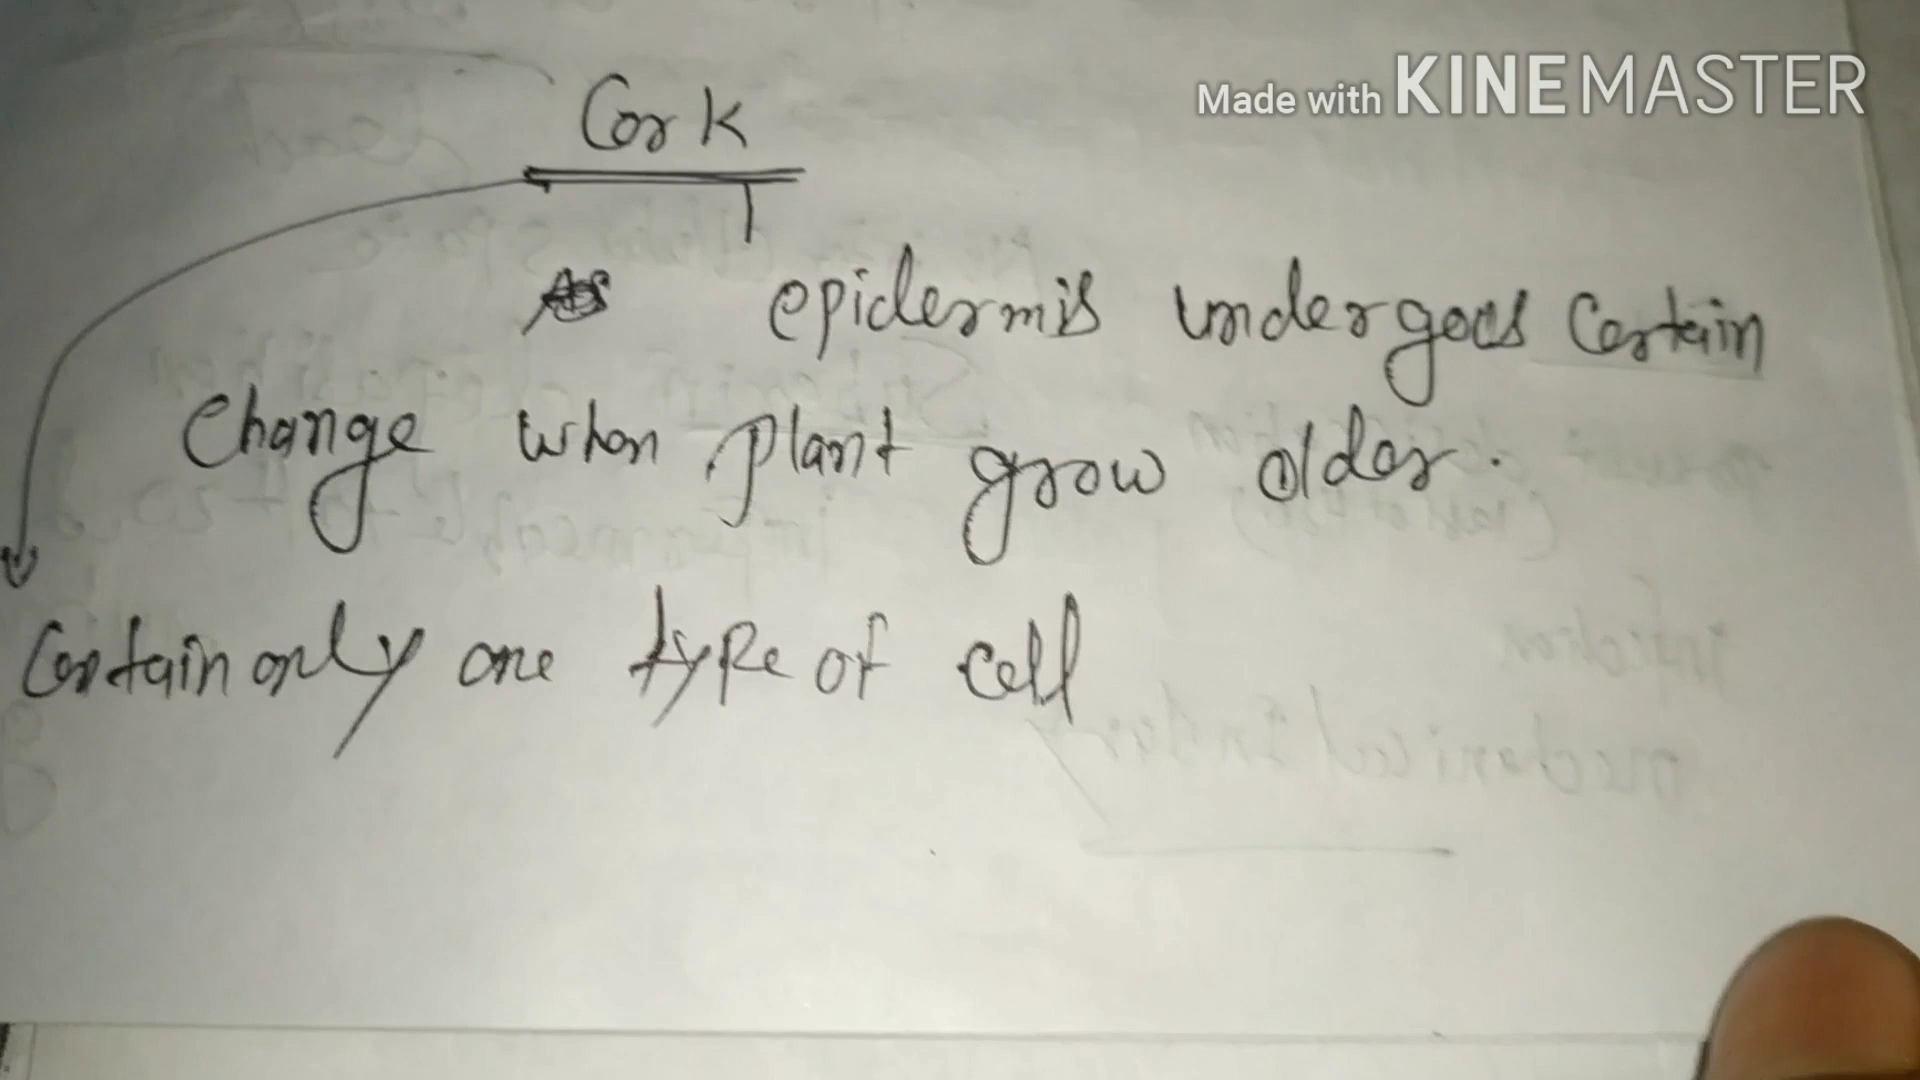 Made with KINEMASTER
Cork
epidermis undergoes Certain
Change when plant grow older.
Contain only one type of cell